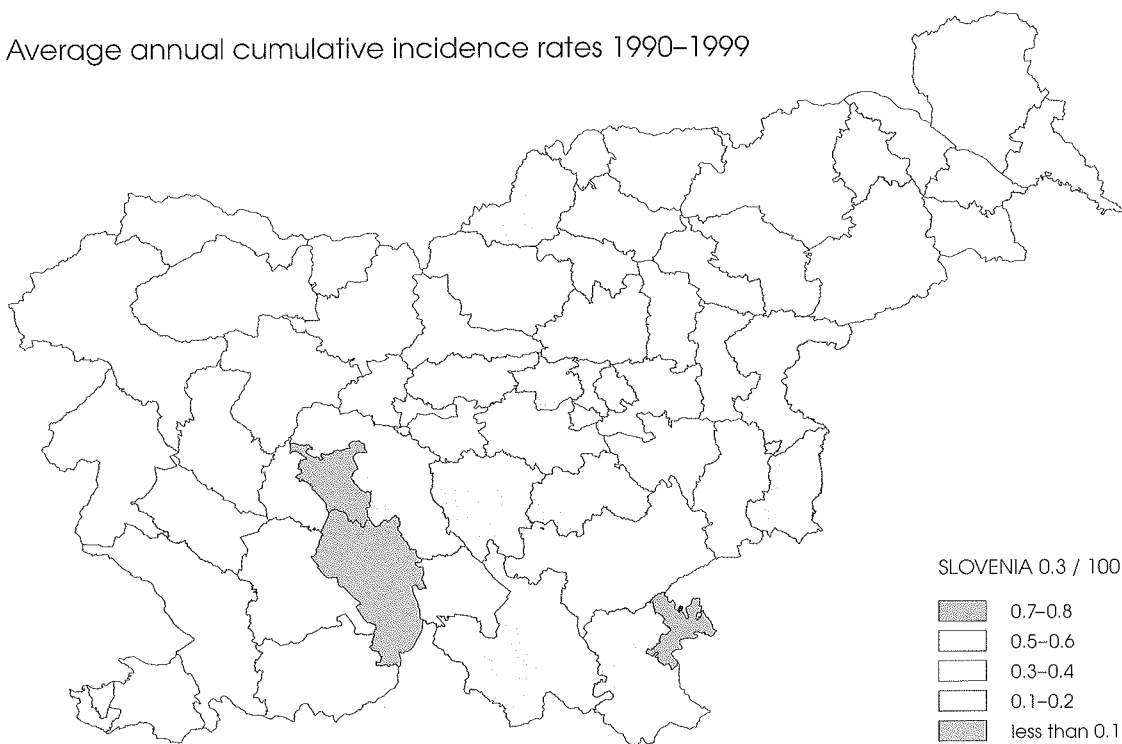 Average annual cumulative incidence rates 1990–1999
SLOVENIA 0.3 / 100
0.7–0.8
0.5–0.6
0.3–0.4
0.1–0.2
less than 0.1